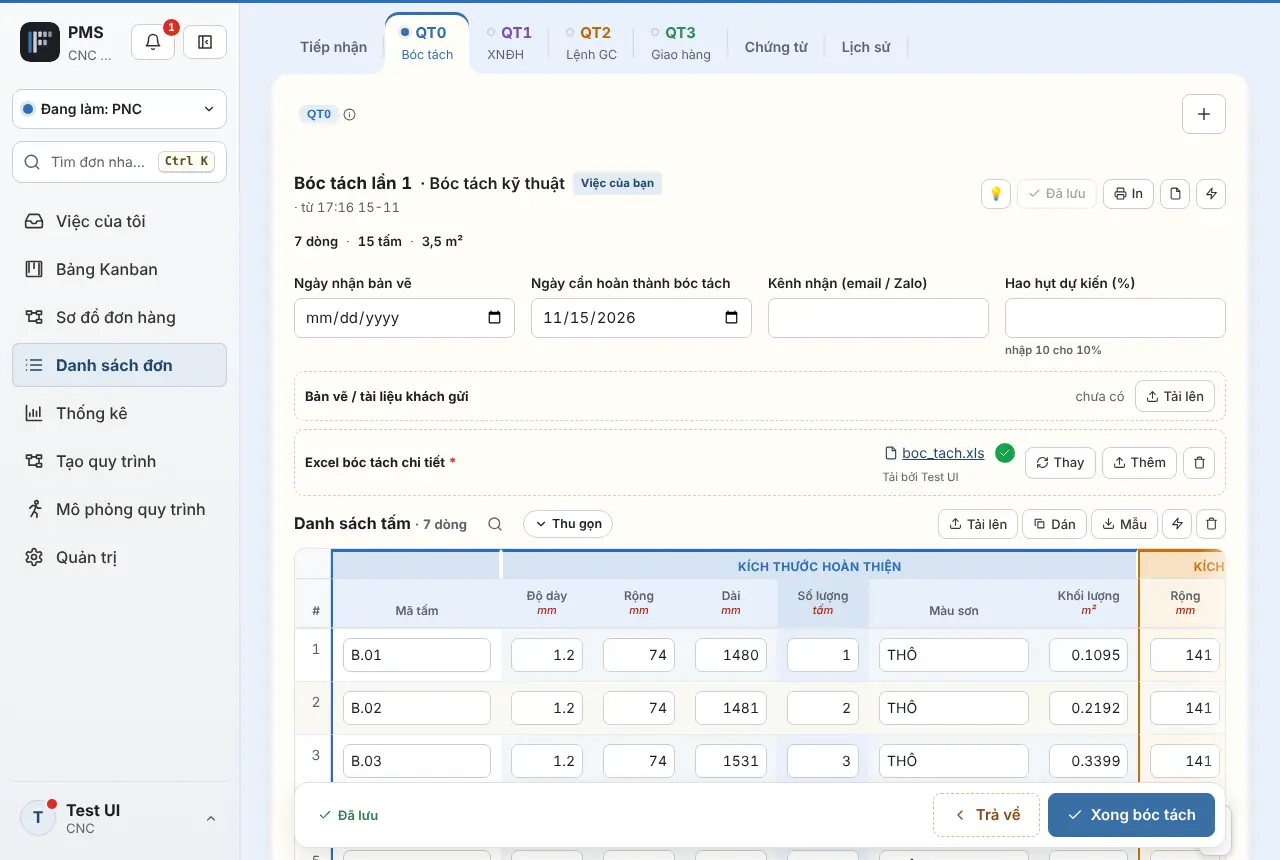 PMS
CNC ...
1
Đang làm: PNC
Tìm đơn nha... Ctrl K
Việc của tôi
Bảng Kanban
Sơ đồ đơn hàng
Danh sách đơn
Thống kê
Tạo quy trình
Mô phỏng quy trình
Quản trị
T
Test UI
CNC
Tiếp nhận
QT0
Bóc tách
QT1
XNĐH
QT2
Lệnh GC
QT3
Giao hàng
Chứng từ
Lịch sử
QT0
Bóc tách lần 1 · Bóc tách kỹ thuật Việc của bạn
· từ 17:16 15-11
Đã lưu
In
7 dòng · 15 tấm · 3,5 m²
Ngày nhận bản vẽ
mm/dd/yyyy
Ngày cần hoàn thành bóc tách
11/15/2026
Kênh nhận (email / Zalo)
Hao hụt dự kiến (%)
nhập 10 cho 10%
Bản vẽ / tài liệu khách gửi
chưa có
Tải lên
Excel bóc tách chi tiết *
boc_tach.xls
Tải bởi Test UI
Thay
Thêm
Danh sách tấm · 7 dòng
Thu gọn
Tải lên
Dán
Mẫu
KÍCH THƯỚC HOÀN THIỆN
KÍCH
#
Mã tấm
Độ dày
mm
Rộng
mm
Dài
mm
Số lượng
tấm
Màu sơn
Khối lượng
m²
Rộng
mm
1 B.01 1.2 74 1480 1 THÔ 0.1095 141
2 B.02 1.2 74 1481 2 THÔ 0.2192 141
3 B.03 1.2 74 1531 3 THÔ 0.3399 141
Đã lưu
Trả về
Xong bóc tách